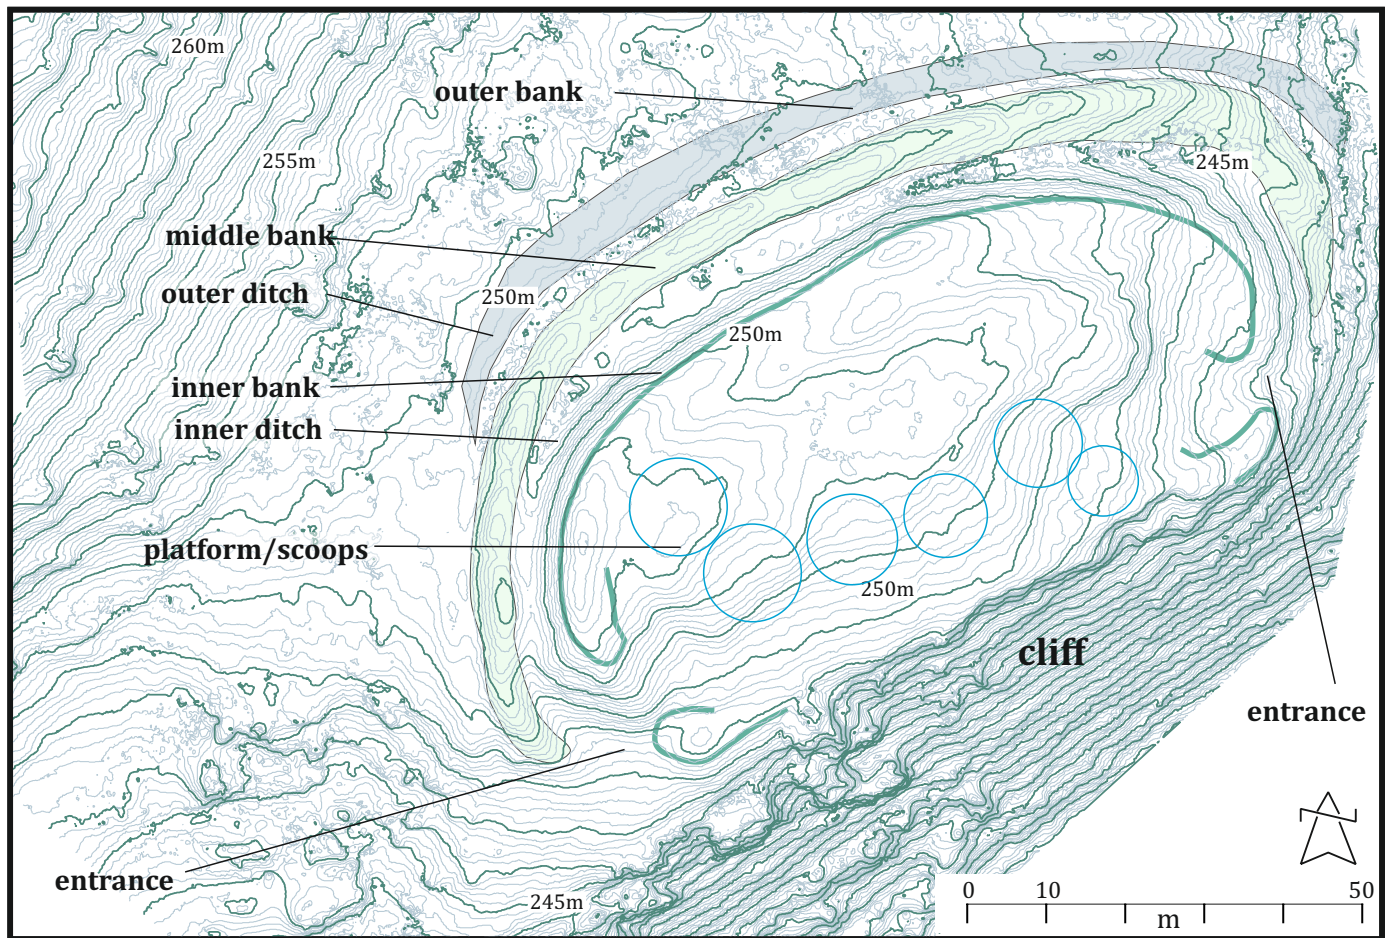 260m
outer bank
255m
245m
middle bank
outer ditch
250m
250m
inner bank
inner ditch
platform/scoops
250m
cliff
entrance
entrance
245m
0 10 50
m